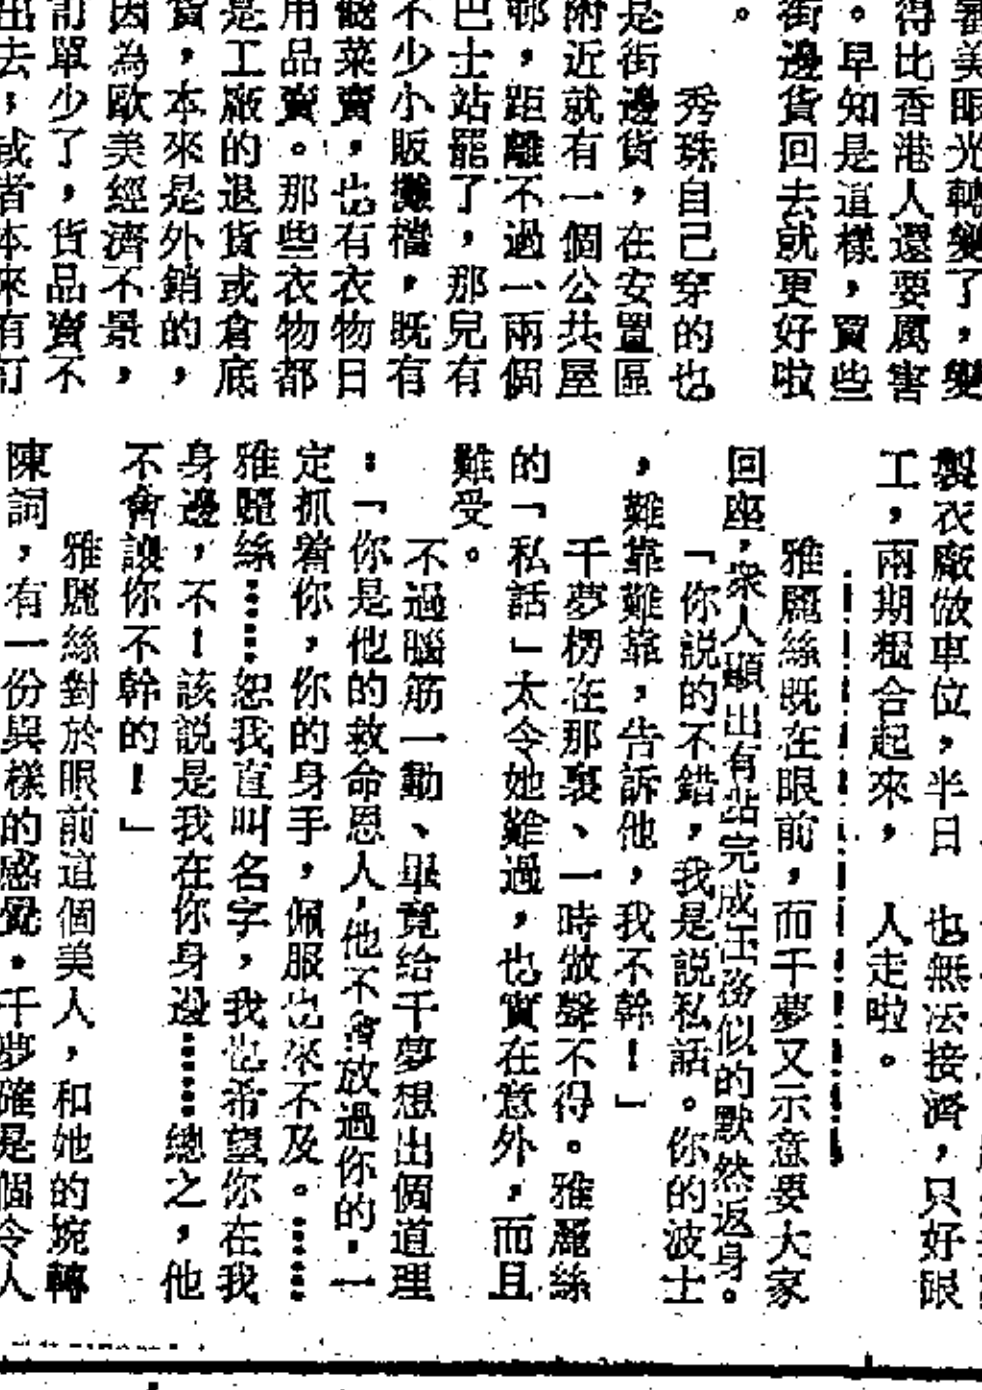 審美眼光轉變了，變
得比香港人還要厲害
。早知是這樣，買些
街邊貨回去就更好啦
。
秀珠自己穿的也
是街邊貨，在安置區
附近就有一個公共屋
邨，距離不過一兩個
巴士站罷了，那兒有
不少小販攤檔，既有
餸菜賣，也有衣物日
用品賣。那些衣物都
是工廠的退貨或倉底
貨，本來是外銷的，
因為歐美經濟不景，
訂單少了，貨品賣不
出去，或者本來有訂
製衣廠做車位，半日　也無法接濟，只好眼
工，兩期糧合起來，　人走啦。
雅麗絲既在眼前，而千夢又示意要大家
回座，衆人顯出有點完成任務似的默然返身。
「你説的不錯，我是説私話。你的波士
，難靠難靠，告訴他，我不幹！」
千夢楞在那裏、一時做聲不得。雅麗絲
的「私話」太令她難過，也實在意外，而且
難受。
不過腦筋一動、畢竟给千夢想出個道理
：「你是他的救命恩人，他不會放過你的，一
定抓着你，你的身手，佩服也來不及。……
雅麗絲……恕我直叫名字，我也希望你在我
身邊，不！該説是我在你身邊……總之，他
不會讓你不幹的！」
雅麗絲對於眼前這個美人，和她的婉轉
陳詞，有一份異樣的感覺。千夢確是個令人